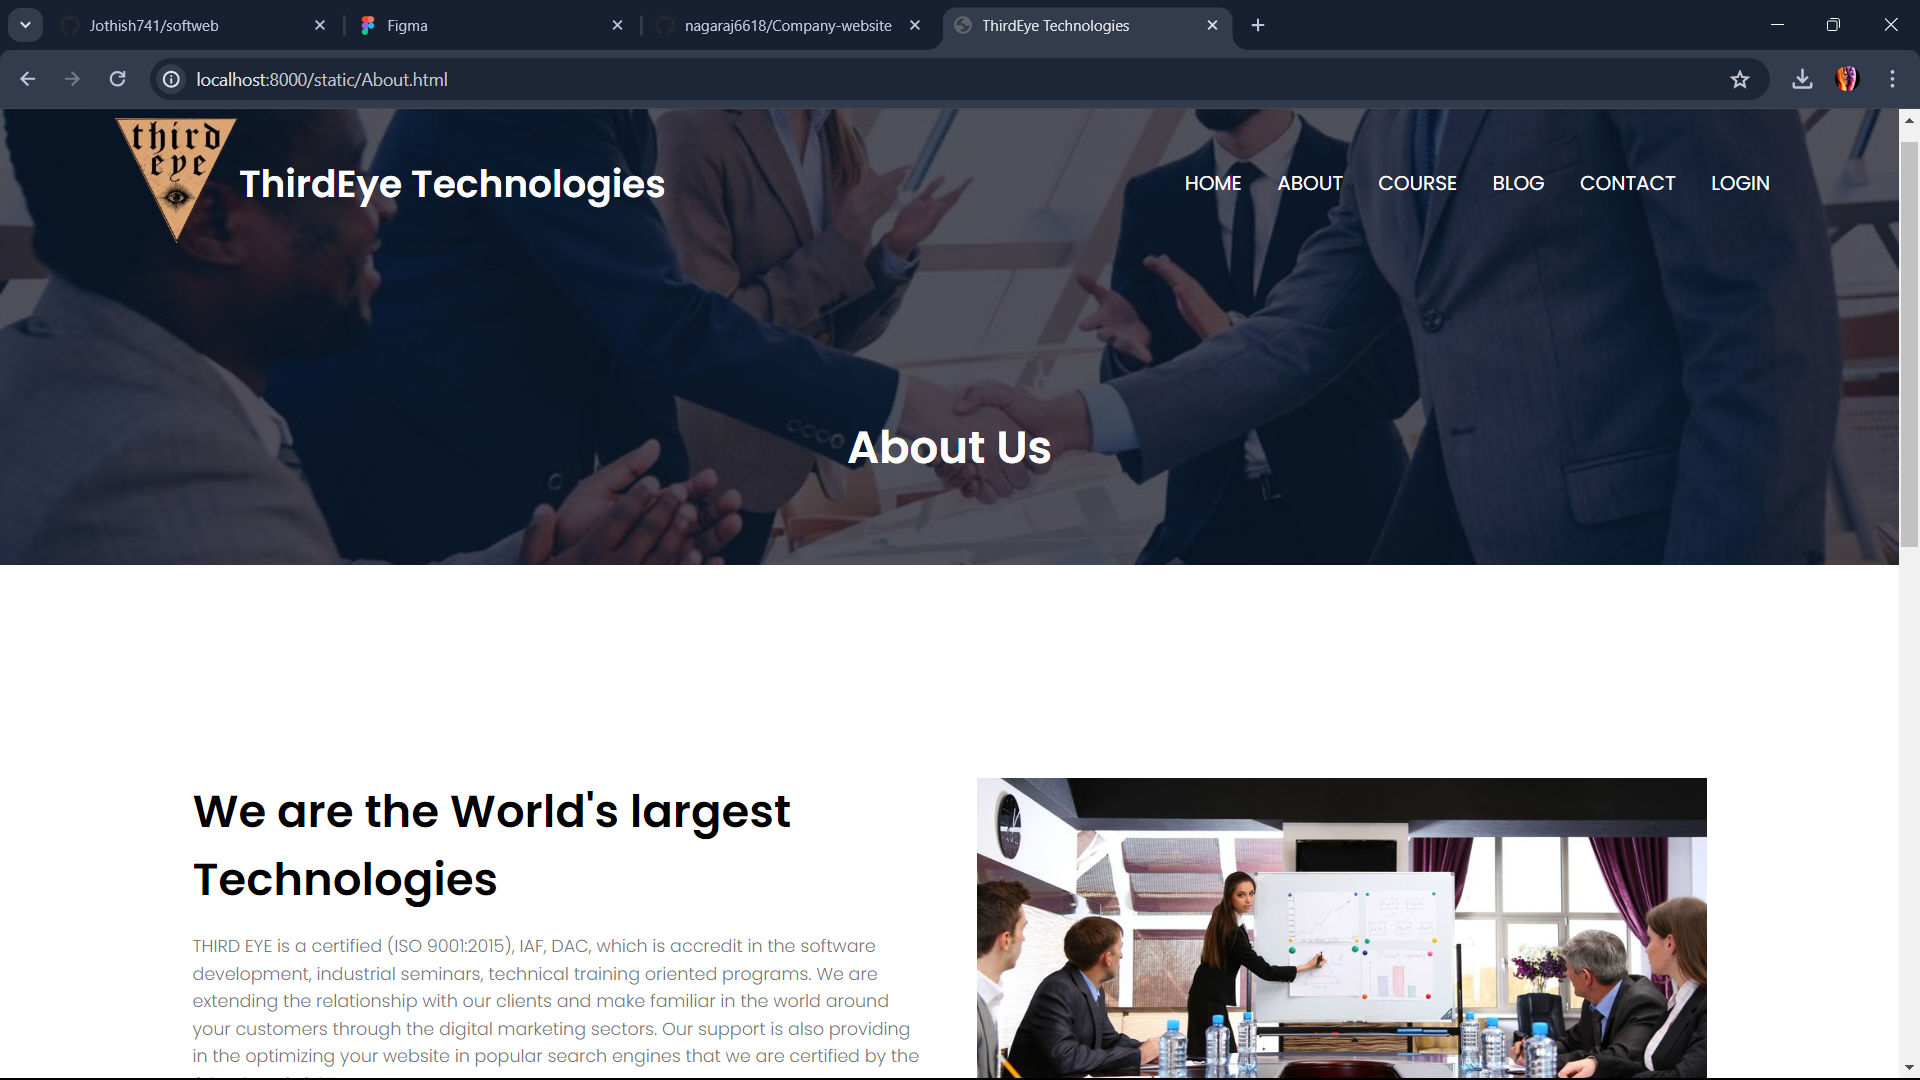 Jothish741/softweb
Figma
nagaraj6618/Company-website
ThirdEye Technologies
localhost:8000/static/About.html
third
eye
ThirdEye Technologies
HOME
ABOUT
COURSE
BLOG
CONTACT
LOGIN
About Us
We are the World's largest
Technologies
THIRD EYE is a certified (ISO 9001:2015), IAF, DAC, which is accredit in the software
development, industrial seminars, technical training oriented programs. We are
extending the relationship with our clients and make familiar in the world around
your customers through the digital marketing sectors. Our support is also providing
in the optimizing your website in popular search engines that we are certified by the